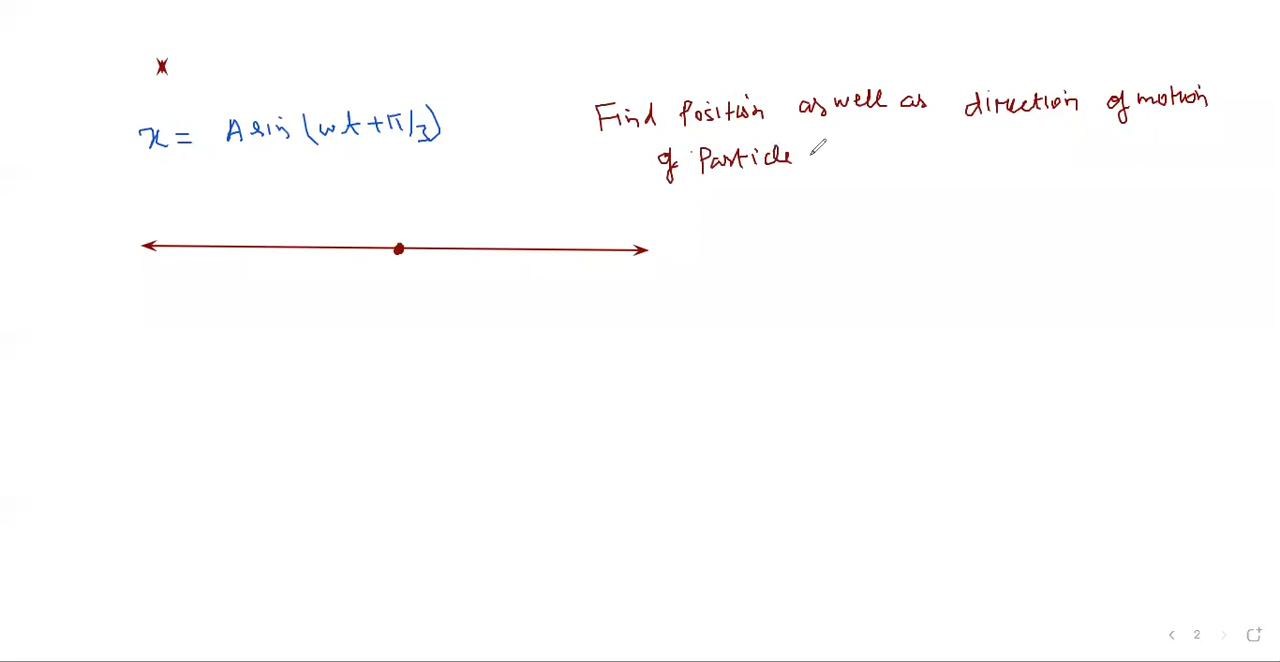 x = A sin (ωt + π/3)
Find Position as well as direction of motion
of Particle
2